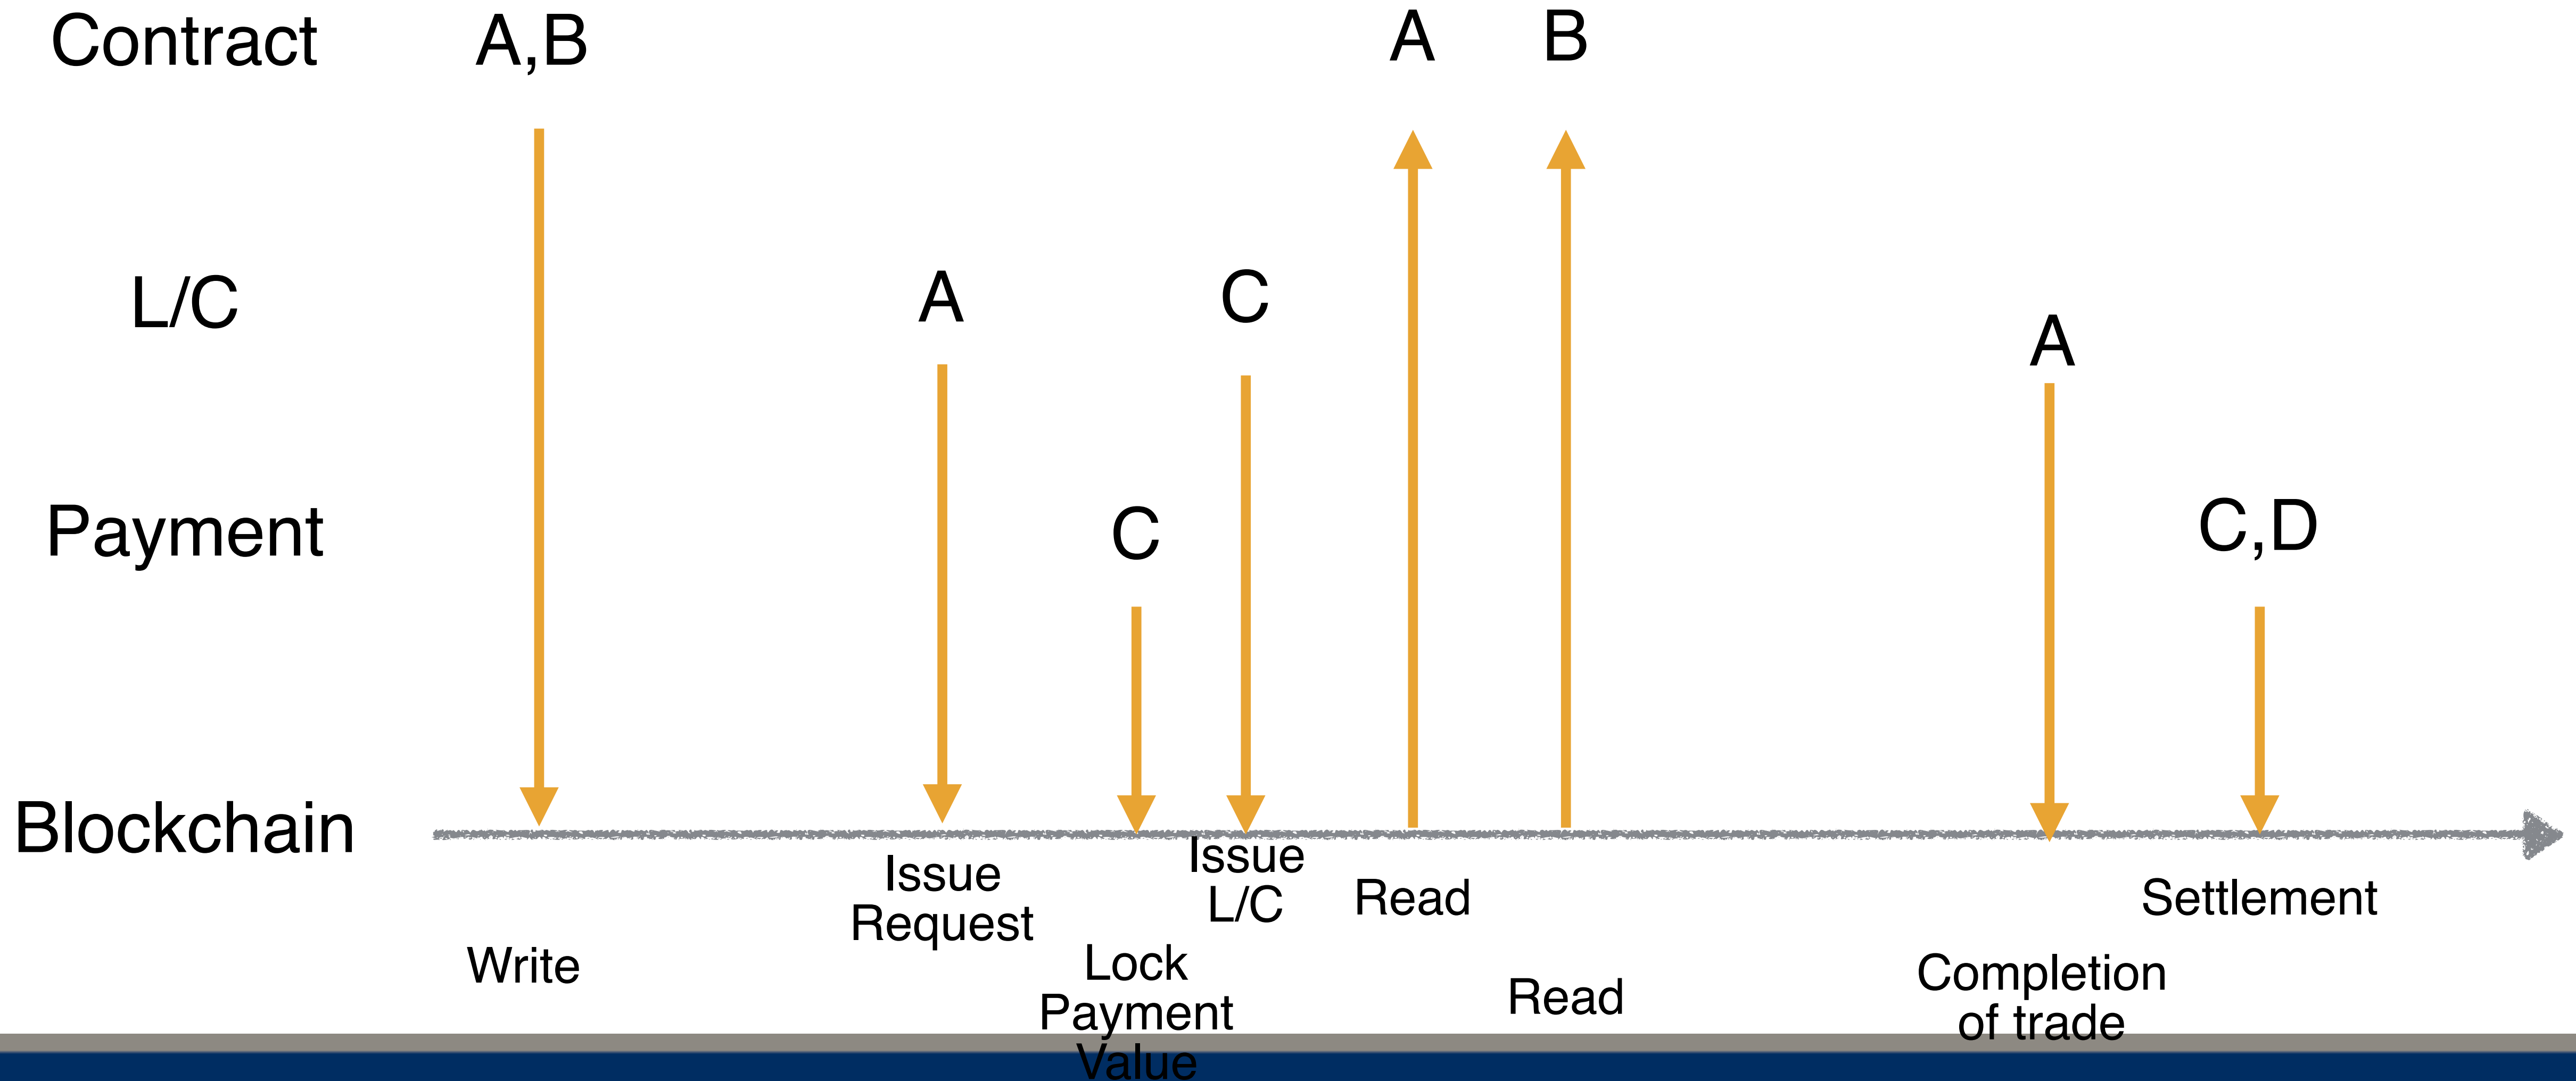 Contract A,B A B
L/C A C A
Payment C C,D
Blockchain
Write
Issue
Request
Lock
Payment
Value
Issue
L/C
Read
Read
Completion
of trade
Settlement